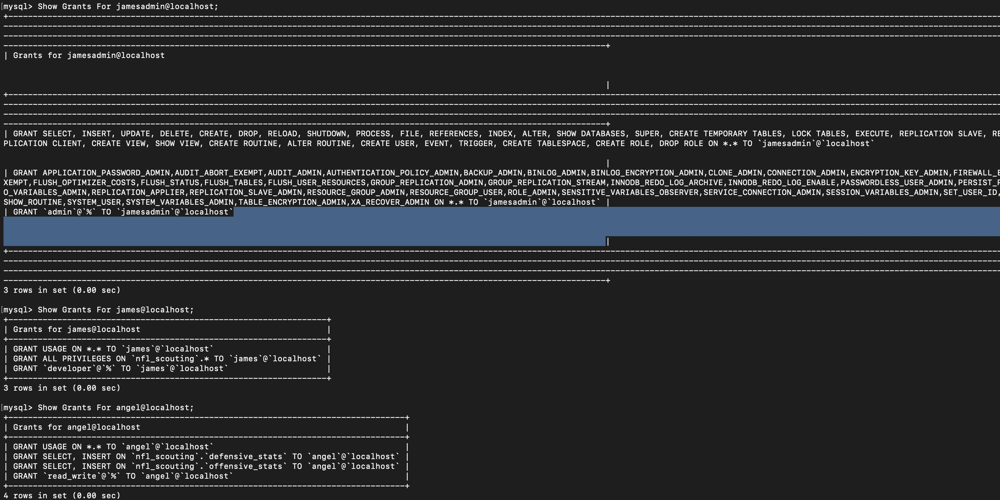 mysql> Show Grants For jamesadmin@localhost;
+------------------------------------------------------------
------------------------------------------------------------
------------------------------------------------------------
------------------------------------------------------------+
| Grants for jamesadmin@localhost
|
+------------------------------------------------------------
------------------------------------------------------------
------------------------------------------------------------
------------------------------------------------------------+
| GRANT SELECT, INSERT, UPDATE, DELETE, CREATE, DROP, RELOAD, SHUTDOWN, PROCESS, FILE, REFERENCES, INDEX, ALTER, SHOW DATABASES, SUPER, CREATE TEMPORARY TABLES, LOCK TABLES, EXECUTE, REPLICATION SLAVE, RE
PLICATION CLIENT, CREATE VIEW, SHOW VIEW, CREATE ROUTINE, ALTER ROUTINE, CREATE USER, EVENT, TRIGGER, CREATE TABLESPACE, CREATE ROLE, DROP ROLE ON *.* TO `jamesadmin`@`localhost`
|
| GRANT APPLICATION_PASSWORD_ADMIN,AUDIT_ABORT_EXEMPT,AUDIT_ADMIN,AUTHENTICATION_POLICY_ADMIN,BACKUP_ADMIN,BINLOG_ADMIN,BINLOG_ENCRYPTION_ADMIN,CLONE_ADMIN,CONNECTION_ADMIN,ENCRYPTION_KEY_ADMIN,FIREWALL_E
XEMPT,FLUSH_OPTIMIZER_COSTS,FLUSH_STATUS,FLUSH_TABLES,FLUSH_USER_RESOURCES,GROUP_REPLICATION_ADMIN,GROUP_REPLICATION_STREAM,INNODB_REDO_LOG_ARCHIVE,INNODB_REDO_LOG_ENABLE,PASSWORDLESS_USER_ADMIN,PERSIST_R
O_VARIABLES_ADMIN,REPLICATION_APPLIER,REPLICATION_SLAVE_ADMIN,RESOURCE_GROUP_ADMIN,RESOURCE_GROUP_USER,ROLE_ADMIN,SENSITIVE_VARIABLES_OBSERVER,SERVICE_CONNECTION_ADMIN,SESSION_VARIABLES_ADMIN,SET_USER_ID,
SHOW_ROUTINE,SYSTEM_USER,SYSTEM_VARIABLES_ADMIN,TABLE_ENCRYPTION_ADMIN,XA_RECOVER_ADMIN ON *.* TO `jamesadmin`@`localhost` |
| GRANT `admin`@`%` TO `jamesadmin`@`localhost`
|
+------------------------------------------------------------
------------------------------------------------------------
------------------------------------------------------------
------------------------------------------------------------+
3 rows in set (0.00 sec)
mysql> Show Grants For james@localhost;
+-----------------------------------------------------------------+
| Grants for james@localhost |
+-----------------------------------------------------------------+
| GRANT USAGE ON *.* TO `james`@`localhost` |
| GRANT ALL PRIVILEGES ON `nfl_scouting`.* TO `james`@`localhost` |
| GRANT `developer`@`%` TO `james`@`localhost` |
+-----------------------------------------------------------------+
3 rows in set (0.00 sec)
mysql> Show Grants For angel@localhost;
+---------------------------------------------------------------------------------+
| Grants for angel@localhost |
+---------------------------------------------------------------------------------+
| GRANT USAGE ON *.* TO `angel`@`localhost` |
| GRANT SELECT, INSERT ON `nfl_scouting`.`defensive_stats` TO `angel`@`localhost` |
| GRANT SELECT, INSERT ON `nfl_scouting`.`offensive_stats` TO `angel`@`localhost` |
| GRANT `read_write`@`%` TO `angel`@`localhost` |
+---------------------------------------------------------------------------------+
4 rows in set (0.00 sec)